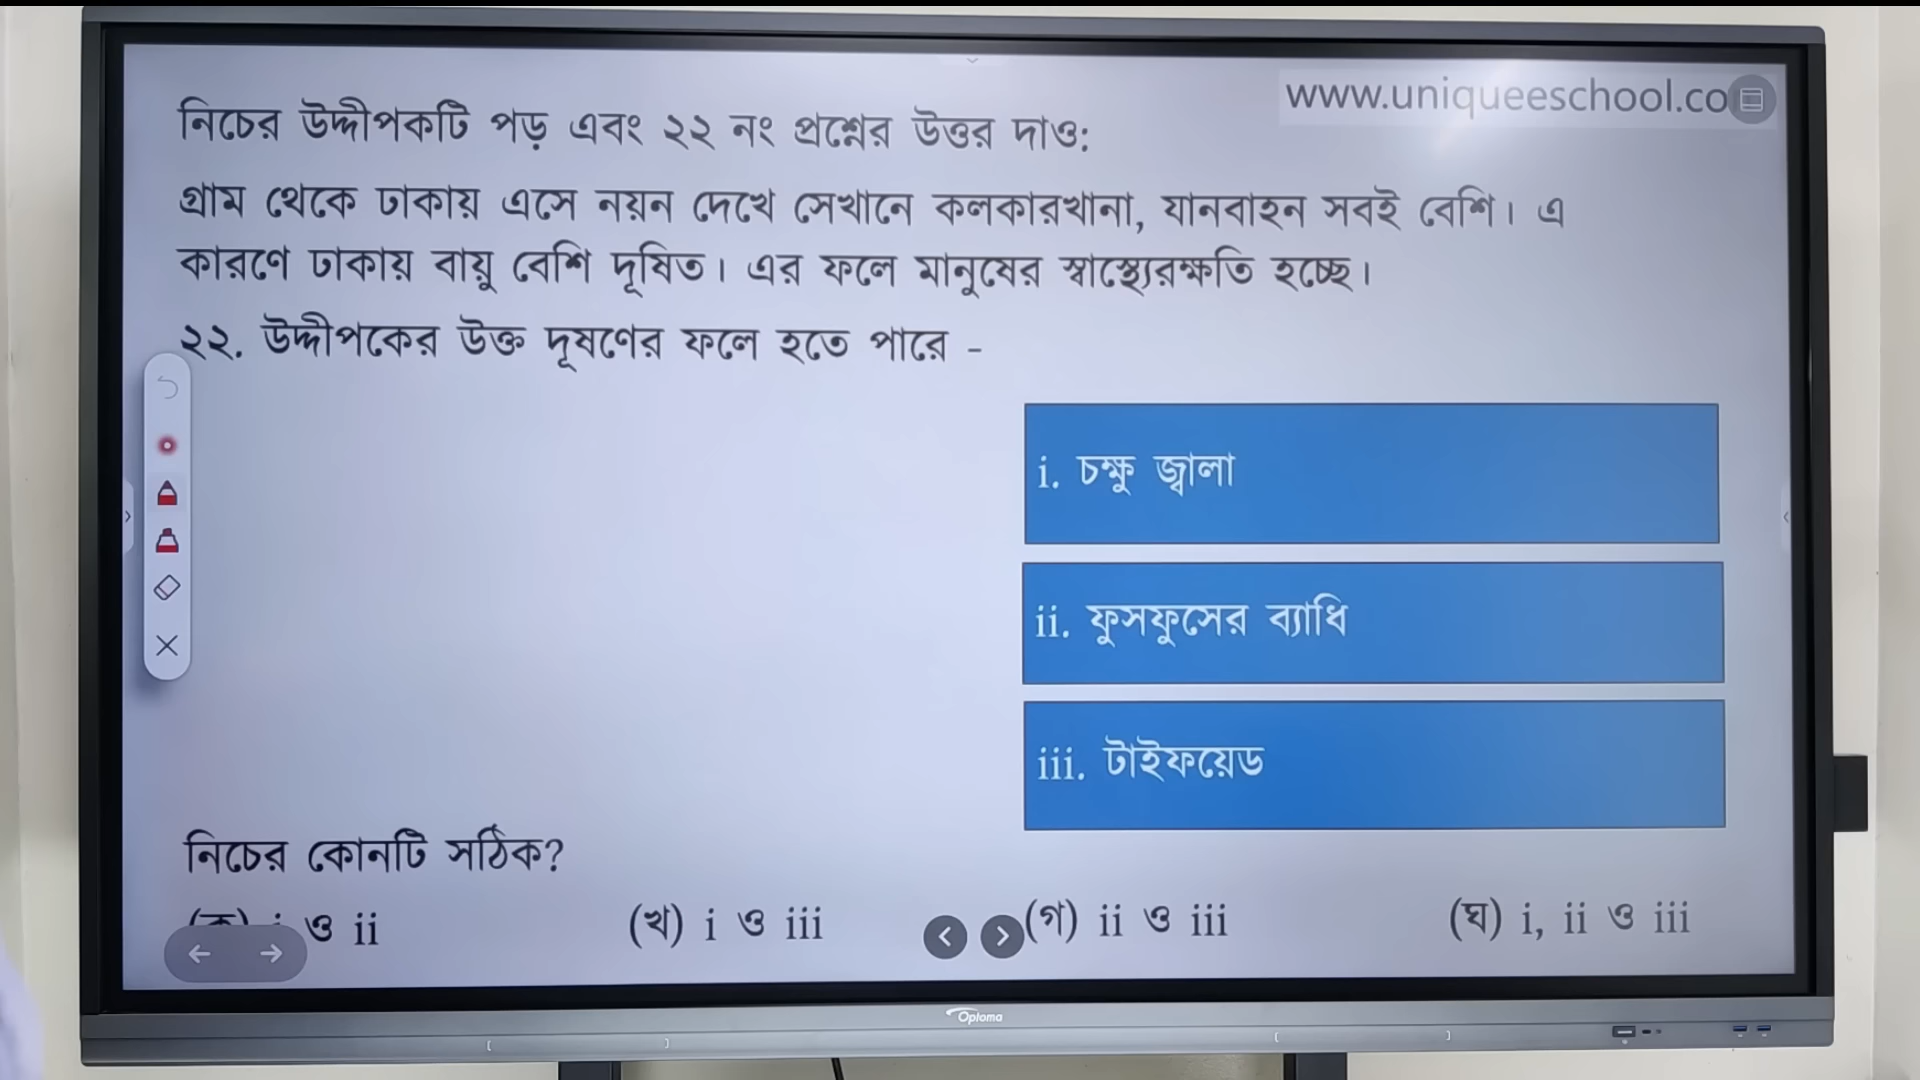 www.uniqueeschool.co
নিচের উদ্দীপকটি পড় এবং ২২ নং প্রশ্নের উত্তর দাও:
গ্রাম থেকে ঢাকায় এসে নয়ন দেখে সেখানে কলকারখানা, যানবাহন সবই বেশি। এ
কারণে ঢাকায় বায়ু বেশি দূষিত। এর ফলে মানুষের স্বাস্থ্যেরক্ষতি হচ্ছে।
২২. উদ্দীপকের উক্ত দূষণের ফলে হতে পারে -
i. চক্ষু জ্বালা
ii. ফুসফুসের ব্যাধি
iii. টাইফয়েড
নিচের কোনটি সঠিক?
(ক) i ও ii (খ) i ও iii (গ) ii ও iii (ঘ) i, ii ও iii
Optoma